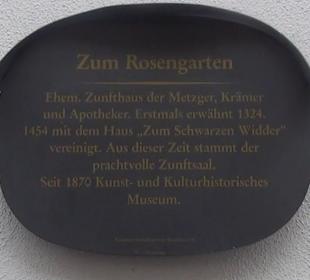 Zum Rosengarten
Ehem. Zunfthaus der Metzger, Krämer
und Apotheker. Erstmals erwähnt 1324.
1454 mit dem Haus „Zum Schwarzen Widder“
vereinigt. Aus dieser Zeit stammt der
prachtvolle Zunftsaal.
Seit 1870 Kunst- und Kulturhistorisches
Museum.